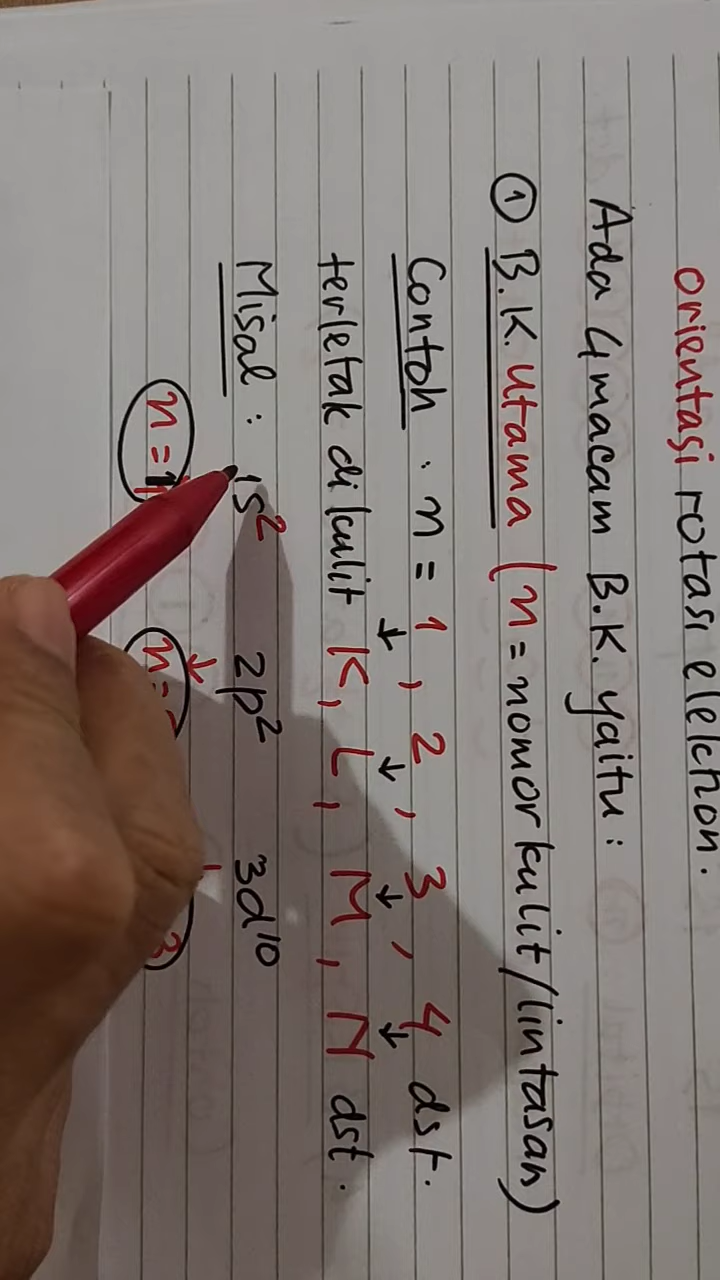 orientasi rotasi elektron.
Ada 4 macam B.K. yaitu :
① B.K. Utama (n = nomor kulit/lintasan)
Contoh . n = 1 , 2 , 3 , 4 dst.
↓ ↓ ↓ ↓
terletak di kulit K, L, M, N dst.
Misal : 1s² 2p² 3d¹⁰
n = 1 n = 3